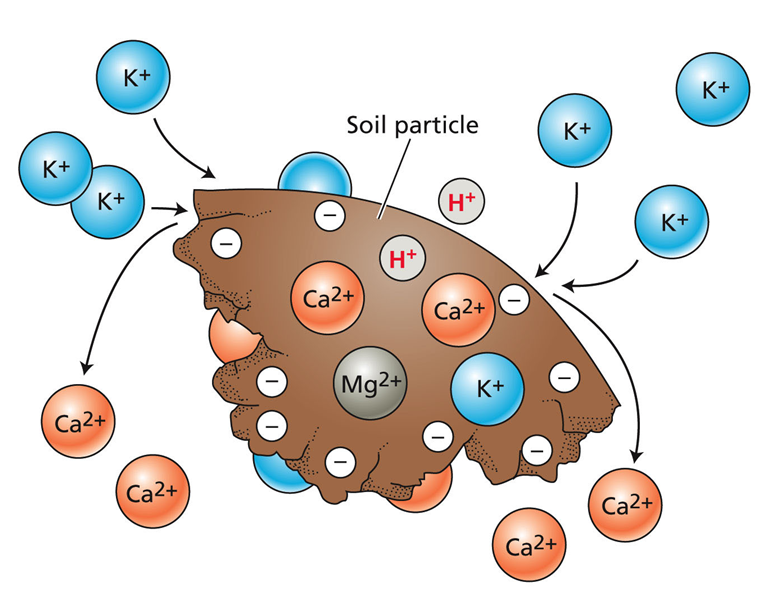 K+
K+
Soil particle
K+
K+
K+
H+
K+
−
−
H+
Ca2+
Ca2+
−
Mg2+
K+
−
−
Ca2+
−
−
−
−
Ca2+
Ca2+
Ca2+